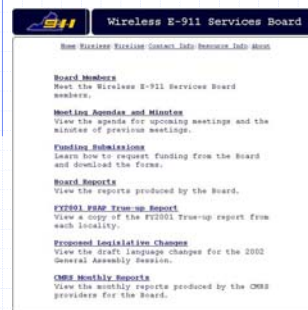 911
Wireless E-911 Services Board
Home Wireless Wireline Contact Info Resource Info About
Board Members
Meet the Wireless E-911 Services Board
members.
Meeting Agendas and Minutes
View the agenda for upcoming meetings and the
minutes of previous meetings.
Funding Submissions
Learn how to request funding from the Board
and download the forms.
Board Reports
View the reports produced by the Board.
FY2001 PSAP True-up Report
View a copy of the FY2001 True-up report from
each locality.
Proposed Legislative Changes
View the draft language changes for the 2002
General Assembly Session.
CMRS Monthly Reports
View the monthly reports produced by the CMRS
providers for the Board.